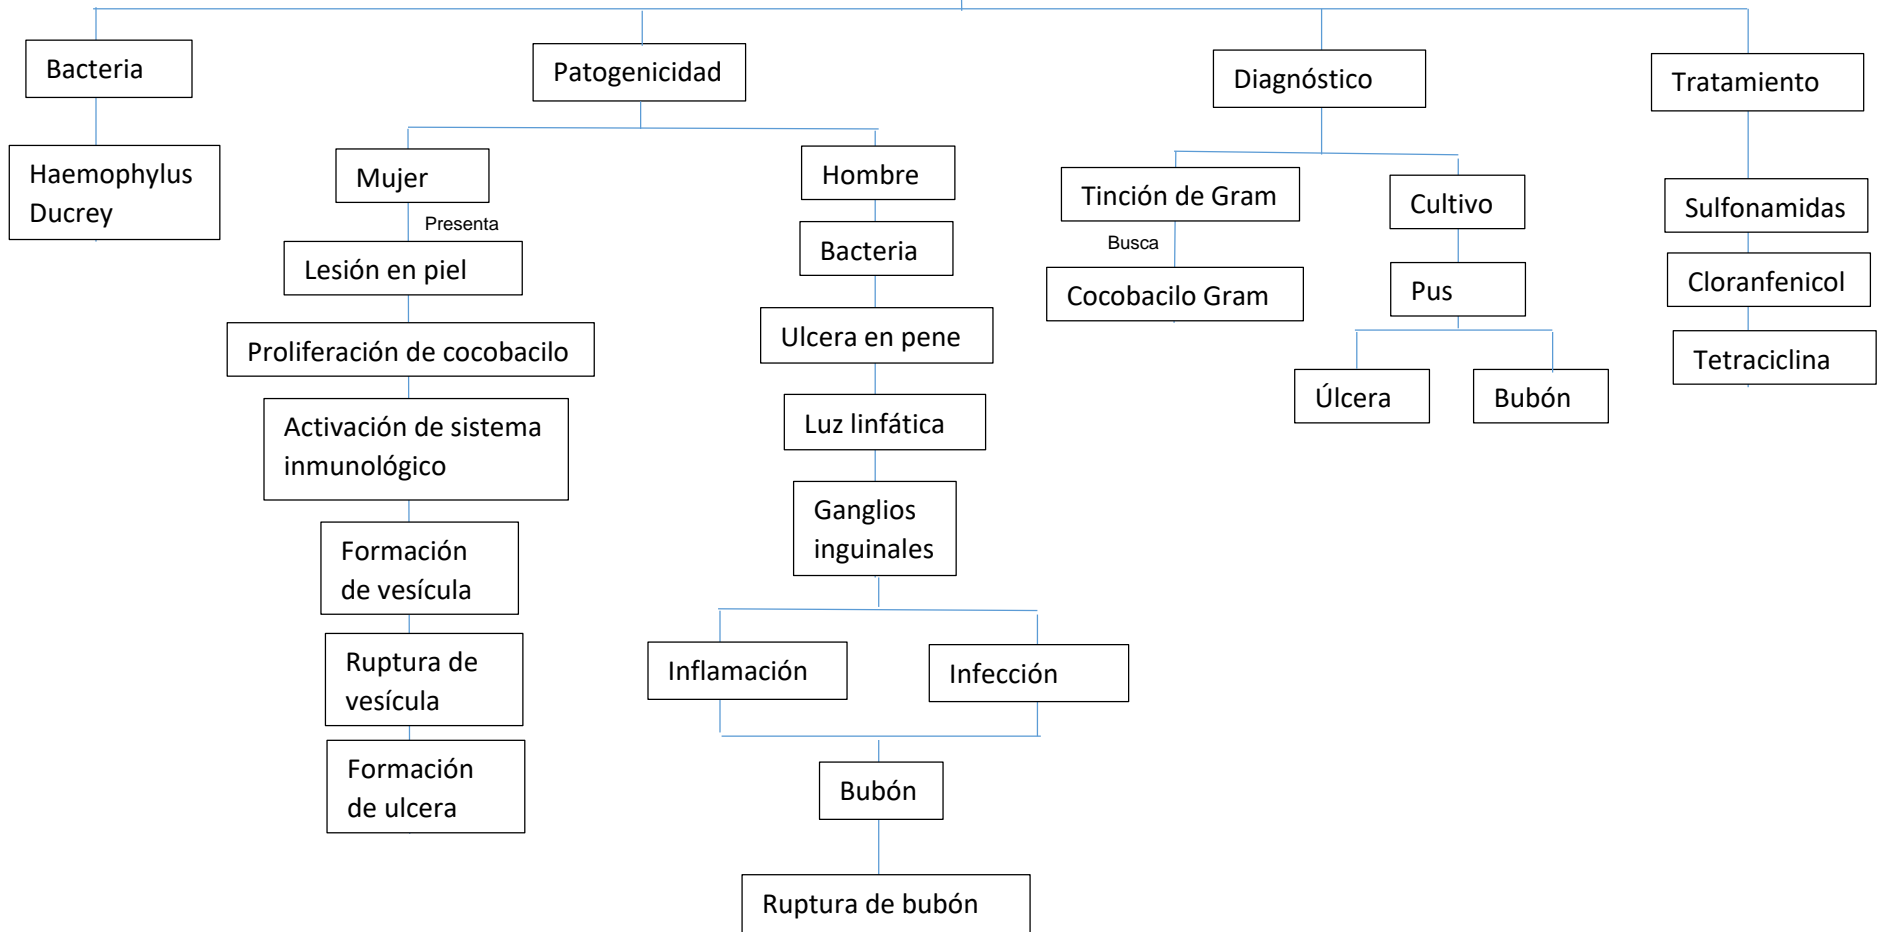 Bacteria
Haemophylus
Ducrey
Patogenicidad
Mujer
Presenta
Lesión en piel
Proliferación de cocobacilo
Activación de sistema
inmunológico
Formación
de vesícula
Ruptura de
vesícula
Formación
de ulcera
Hombre
Bacteria
Ulcera en pene
Luz linfática
Ganglios
inguinales
Inflamación
Infección
Bubón
Ruptura de bubón
Diagnóstico
Tinción de Gram
Busca
Cocobacilo Gram
Cultivo
Pus
Úlcera
Bubón
Tratamiento
Sulfonamidas
Cloranfenicol
Tetraciclina